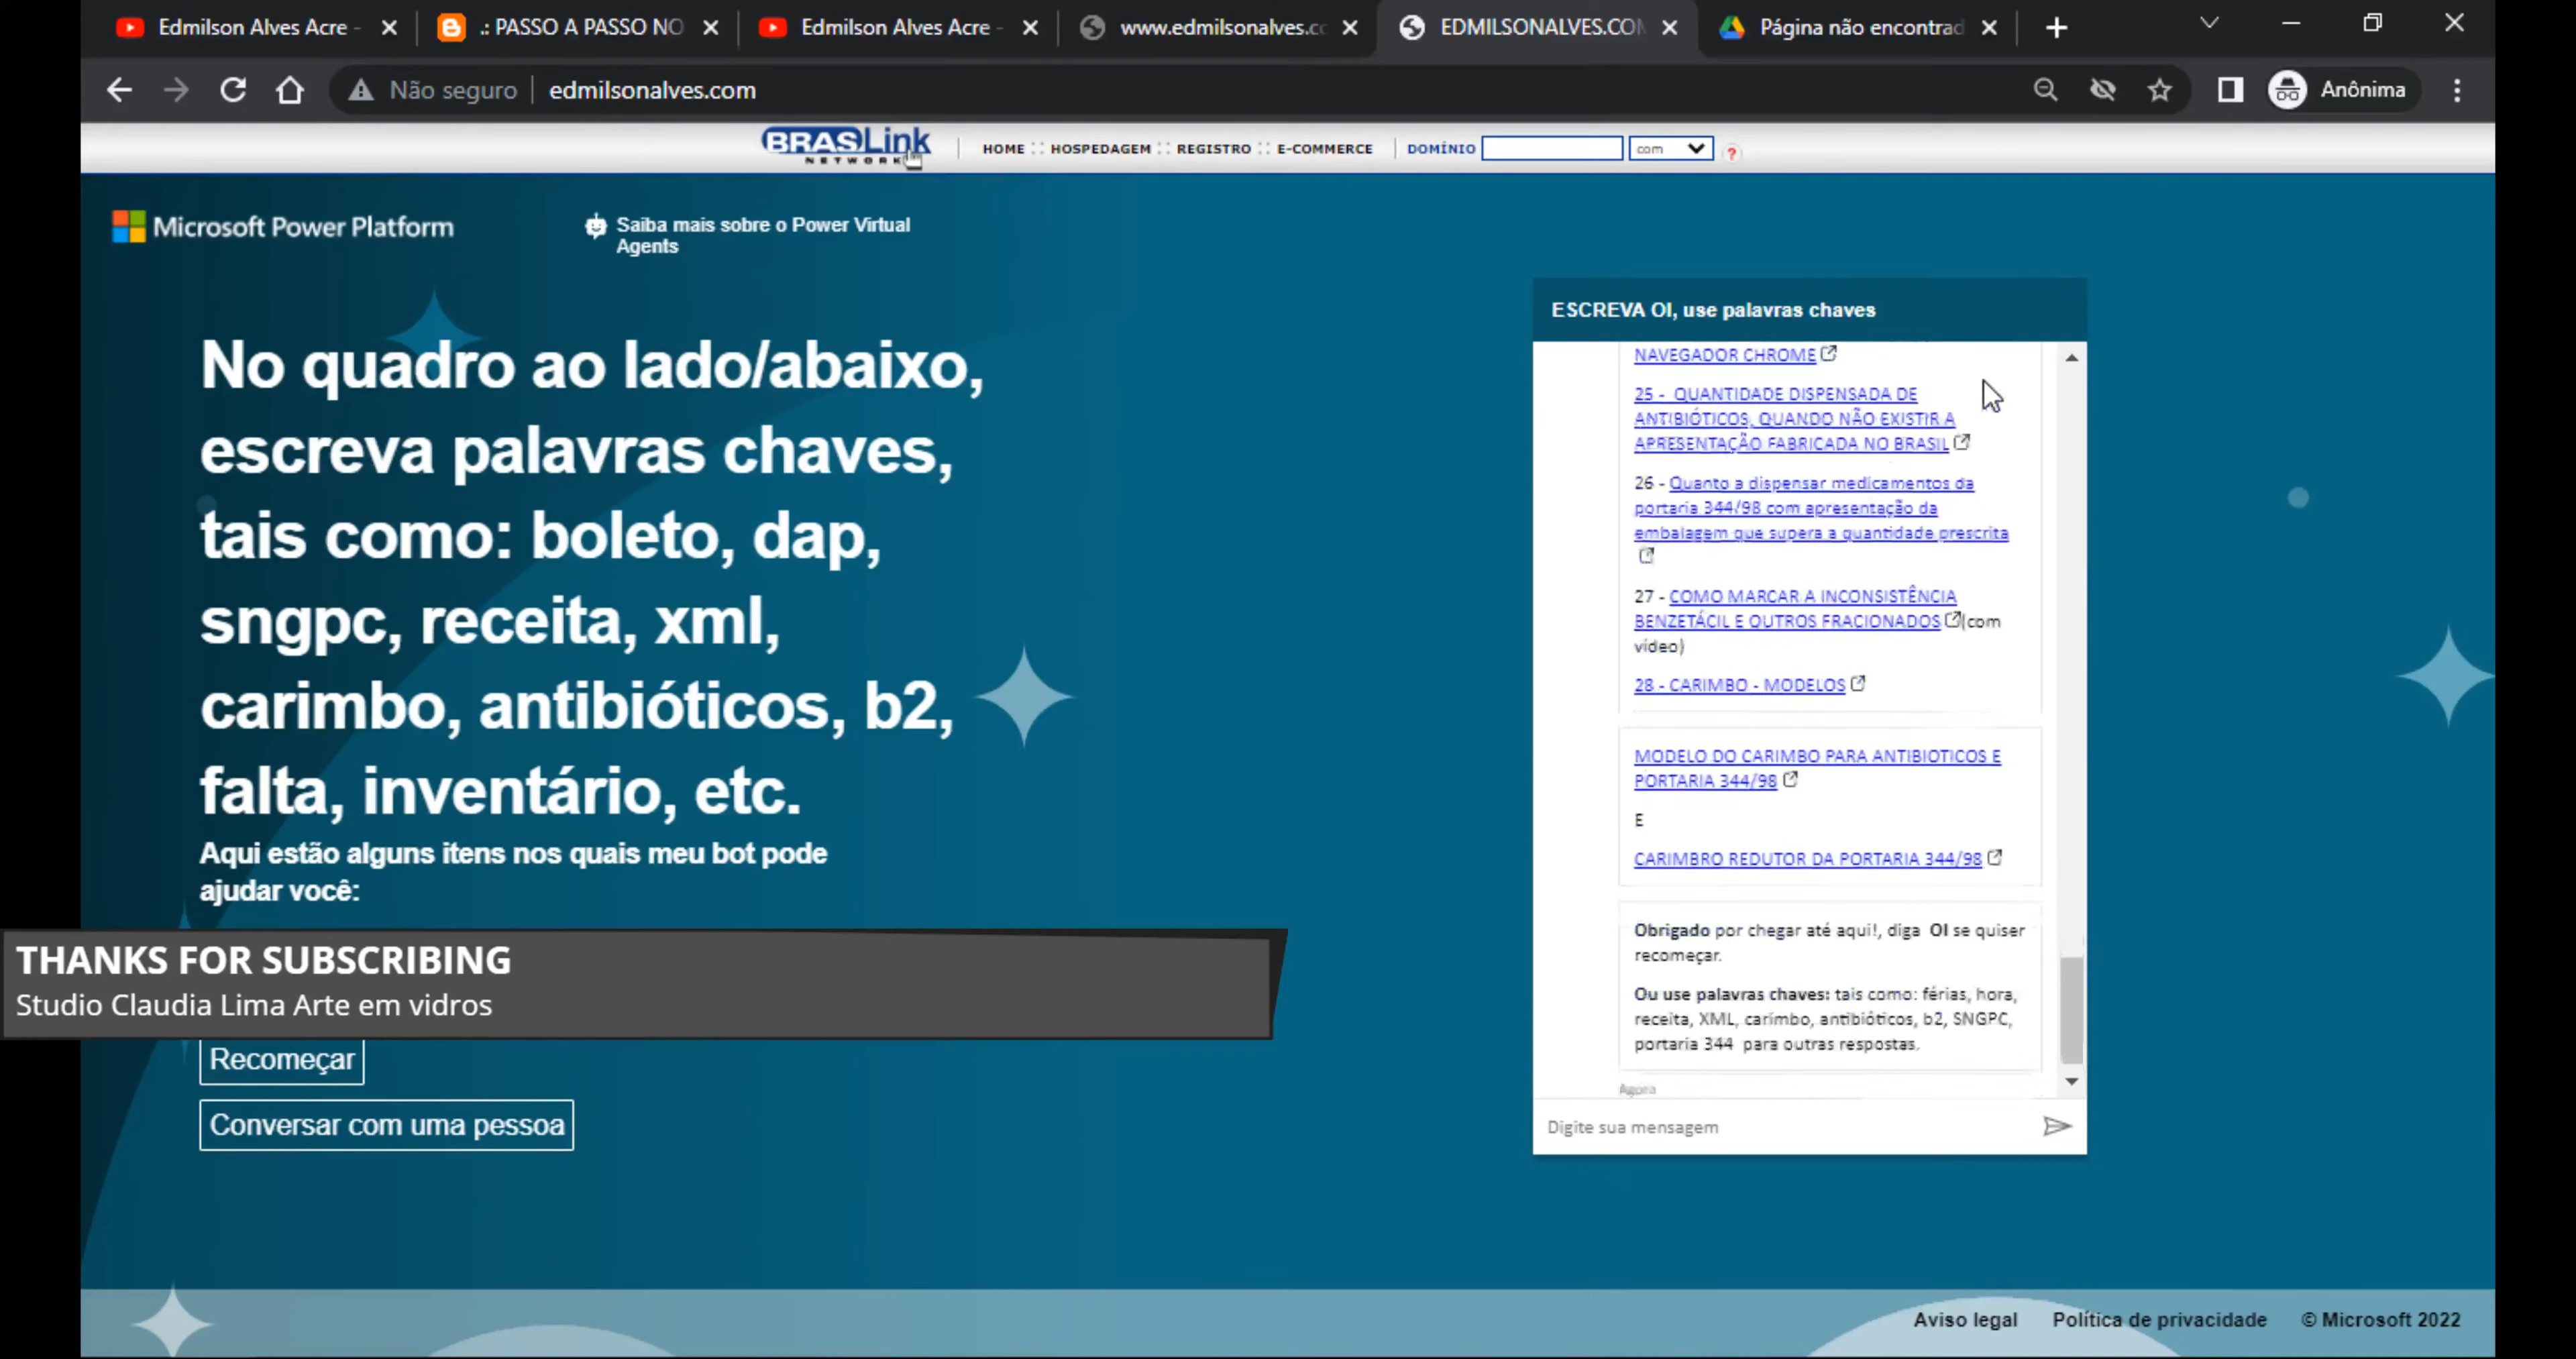 Edmilson Alves Acre -
.: PASSO A PASSO NO
Edmilson Alves Acre -
www.edmilsonalves.cc
EDMILSONALVES.COM
Página não encontrad
Não seguro
edmilsonalves.com
Anônima
BRASLink
NETWORK
HOME :: HOSPEDAGEM :: REGISTRO :: E-COMMERCE
DOMÍNIO
com
?
Microsoft Power Platform
Saiba mais sobre o Power Virtual
Agents
No quadro ao lado/abaixo,
escreva palavras chaves,
tais como: boleto, dap,
sngpc, receita, xml,
carimbo, antibióticos, b2,
falta, inventário, etc.
Aqui estão alguns itens nos quais meu bot pode
ajudar você:
THANKS FOR SUBSCRIBING
Studio Claudia Lima Arte em vidros
Recomeçar
Conversar com uma pessoa
ESCREVA OI, use palavras chaves
NAVEGADOR CHROME
25 - QUANTIDADE DISPENSADA DE
ANTIBIÓTICOS, QUANDO NÃO EXISTIR A
APRESENTAÇÃO FABRICADA NO BRASIL
26 - Quanto a dispensar medicamentos da
portaria 344/98 com apresentação da
embalagem que supera a quantidade prescrita
27 - COMO MARCAR A INCONSISTÊNCIA
BENZETÁCIL E OUTROS FRACIONADOS (com
vídeo)
28 - CARIMBO - MODELOS
MODELO DO CARIMBO PARA ANTIBIOTICOS E
PORTARIA 344/98
E
CARIMBRO REDUTOR DA PORTARIA 344/98
Obrigado por chegar até aqui!, diga OI se quiser
recomeçar.
Ou use palavras chaves: tais como: férias, hora,
receita, XML, carimbo, antibióticos, b2, SNGPC,
portaria 344 para outras respostas.
Agora
Digite sua mensagem
Aviso legal
Política de privacidade
© Microsoft 2022